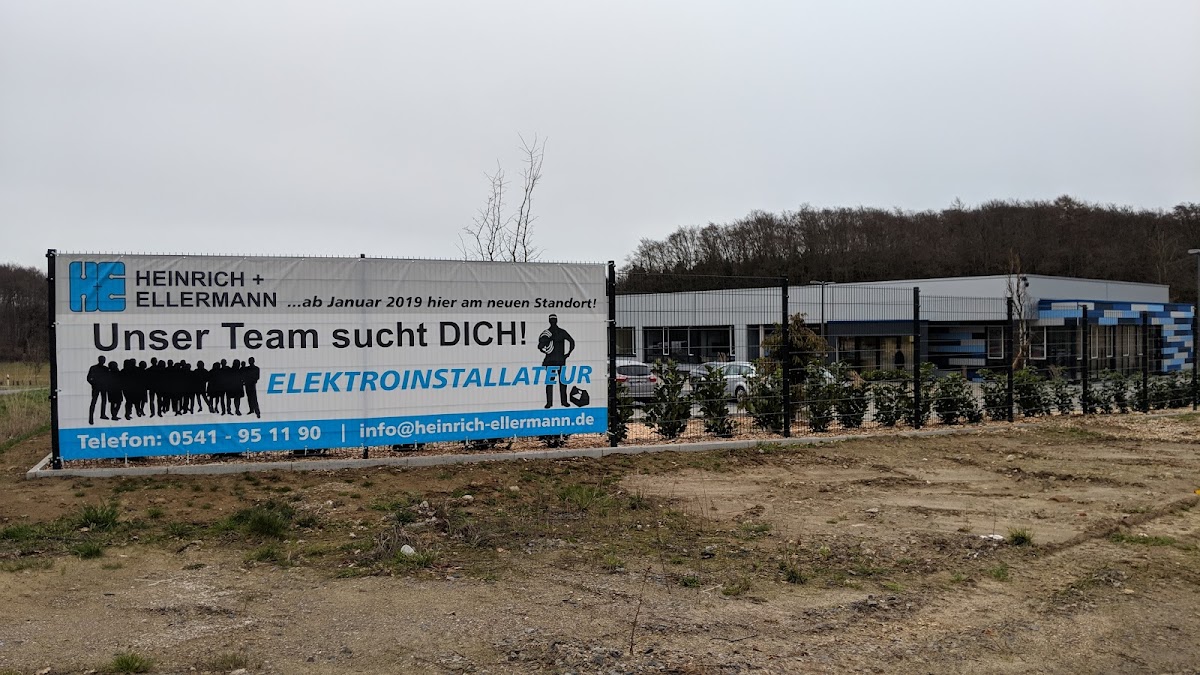 HE HEINRICH +
ELLERMANN ...ab Januar 2019 hier am neuen Standort!
Unser Team sucht DICH!
ELEKTROINSTALLATEUR
Telefon: 0541 - 95 11 90 | info@heinrich-ellermann.de